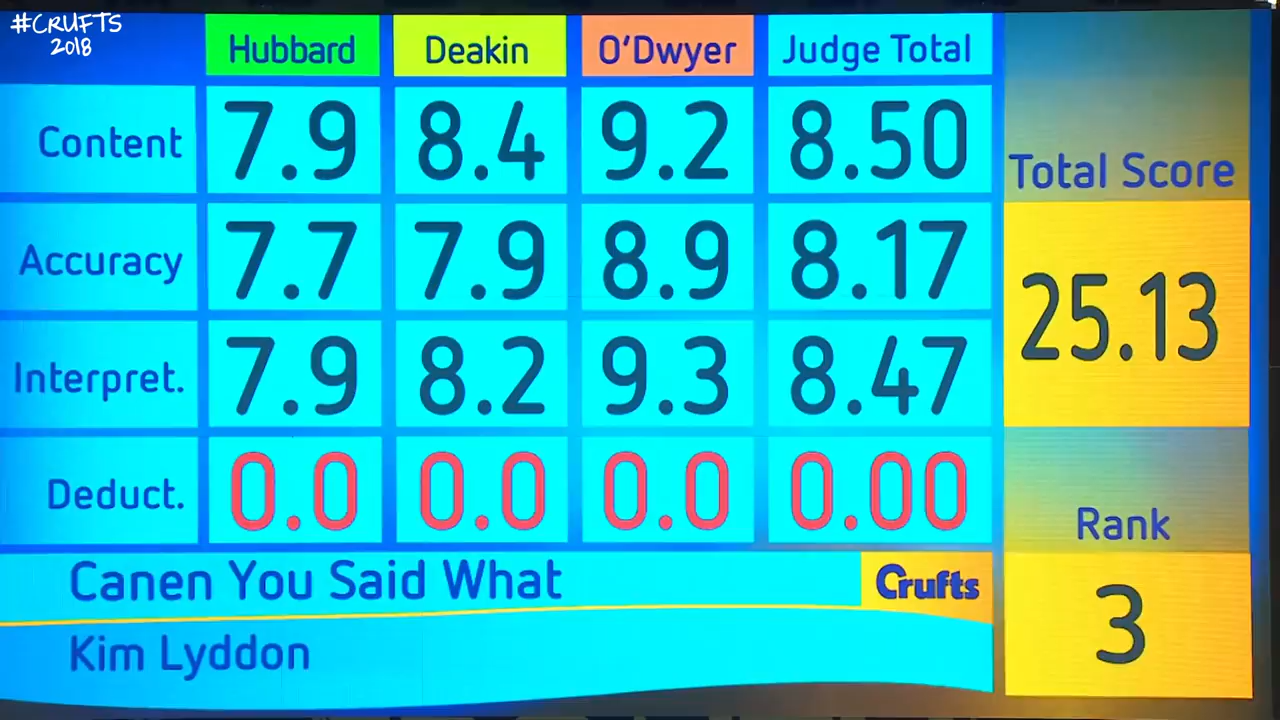 #CRUFTS
2018
Hubbard Deakin O'Dwyer Judge Total
Content 7.9 8.4 9.2 8.50
Total Score
Accuracy 7.7 7.9 8.9 8.17
25.13
Interpret. 7.9 8.2 9.3 8.47
Deduct. 0.0 0.0 0.0 0.00
Rank
Canen You Said What Crufts
3
Kim Lyddon